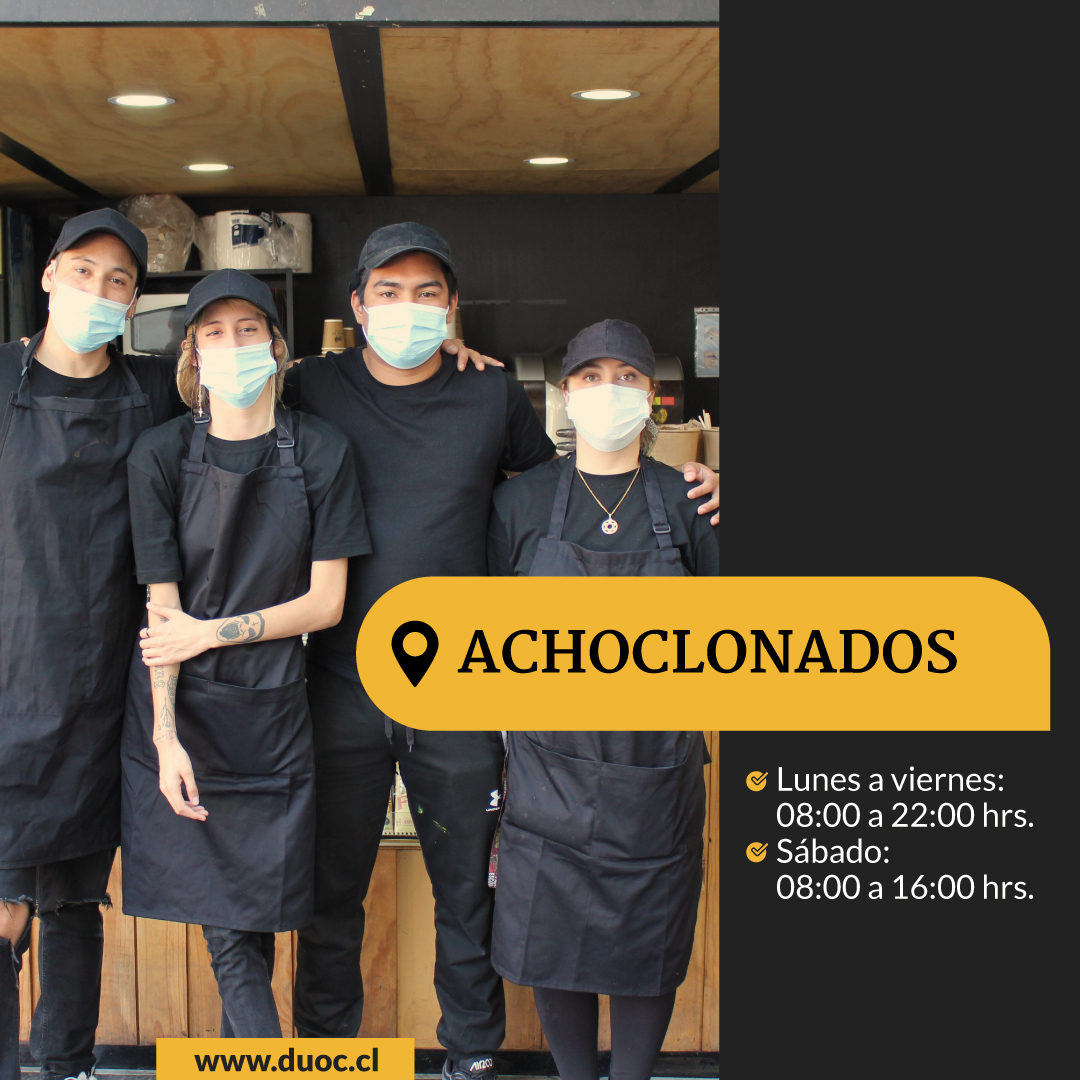 ACHOCLONADOS
Lunes a viernes:
08:00 a 22:00 hrs.
Sábado:
08:00 a 16:00 hrs.
www.duoc.cl